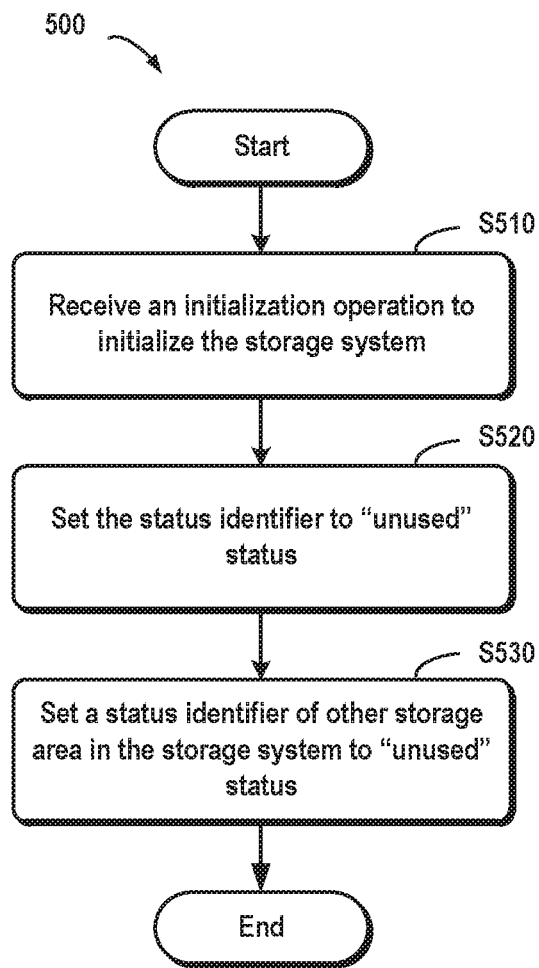 500
Start
S510
Receive an initialization operation to
initialize the storage system
S520
Set the status identifier to “unused”
status
S530
Set a status identifier of other storage
area in the storage system to “unused”
status
End